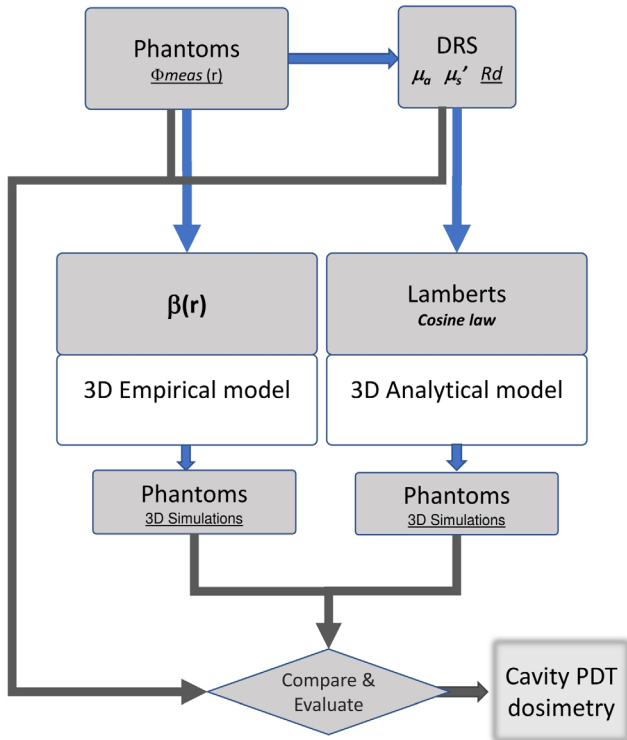 Phantoms
Φmeas (r)
DRS
μa μs’ Rd
β(r)
Lamberts
Cosine law
3D Empirical model
3D Analytical model
Phantoms
3D Simulations
Phantoms
3D Simulations
Compare &
Evaluate
Cavity PDT
dosimetry